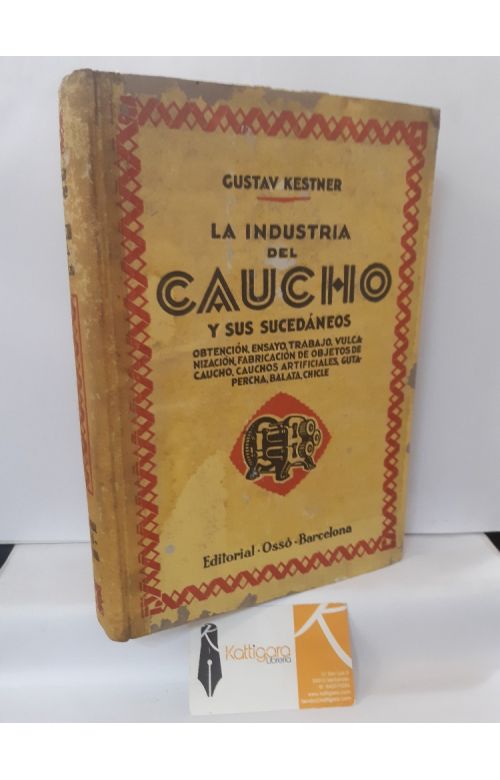 GUSTAV KESTNER
LA INDUSTRIA
DEL
CAUCHO
Y SUS SUCEDÁNEOS
OBTENCIÓN, ENSAYO, TRABAJO, VULCA
NIZACIÓN, FABRICACIÓN DE OBJETOS DE
CAUCHO, CAUCHOS ARTIFICIALES, GUTA
PERCHA, BALATA, CHICLE
Editorial · Ossó · Barcelona
Kattigara
Librería